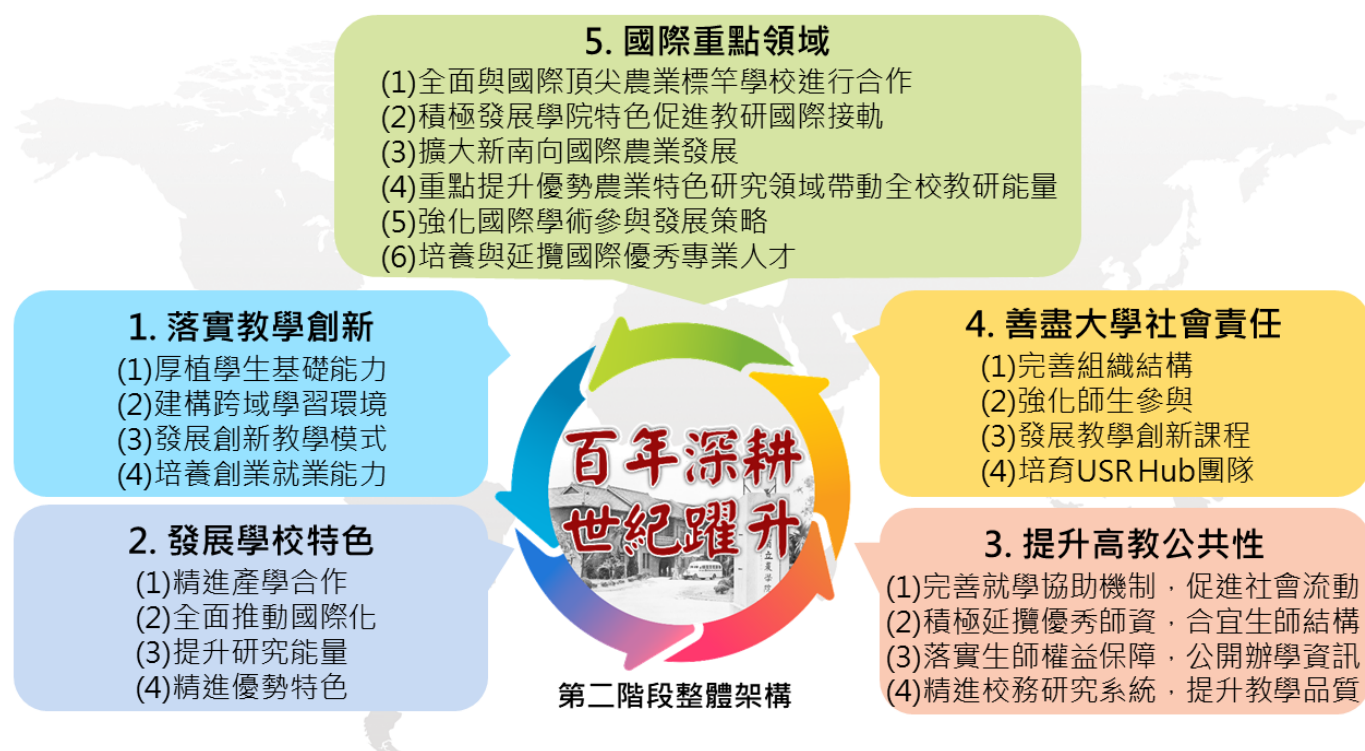 5. 國際重點領域
(1)全面與國際頂尖農業標竿學校進行合作
(2)積極發展學院特色促進教研國際接軌
(3)擴大新南向國際農業發展
(4)重點提升優勢農業特色研究領域帶動全校教研能量
(5)強化國際學術參與發展策略
(6)培養與延攬國際優秀專業人才
1. 落實教學創新
(1)厚植學生基礎能力
(2)建構跨域學習環境
(3)發展創新教學模式
(4)培養創業就業能力
4. 善盡大學社會責任
(1)完善組織結構
(2)強化師生參與
(3)發展教學創新課程
(4)培育USR Hub團隊
百年深耕
世紀躍升
立農學院
2. 發展學校特色
(1)精進產學合作
(2)全面推動國際化
(3)提升研究能量
(4)精進優勢特色
3. 提升高教公共性
(1)完善就學協助機制，促進社會流動
(2)積極延攬優秀師資，合宜生師結構
(3)落實生師權益保障，公開辦學資訊
(4)精進校務研究系統，提升教學品質
第二階段整體架構